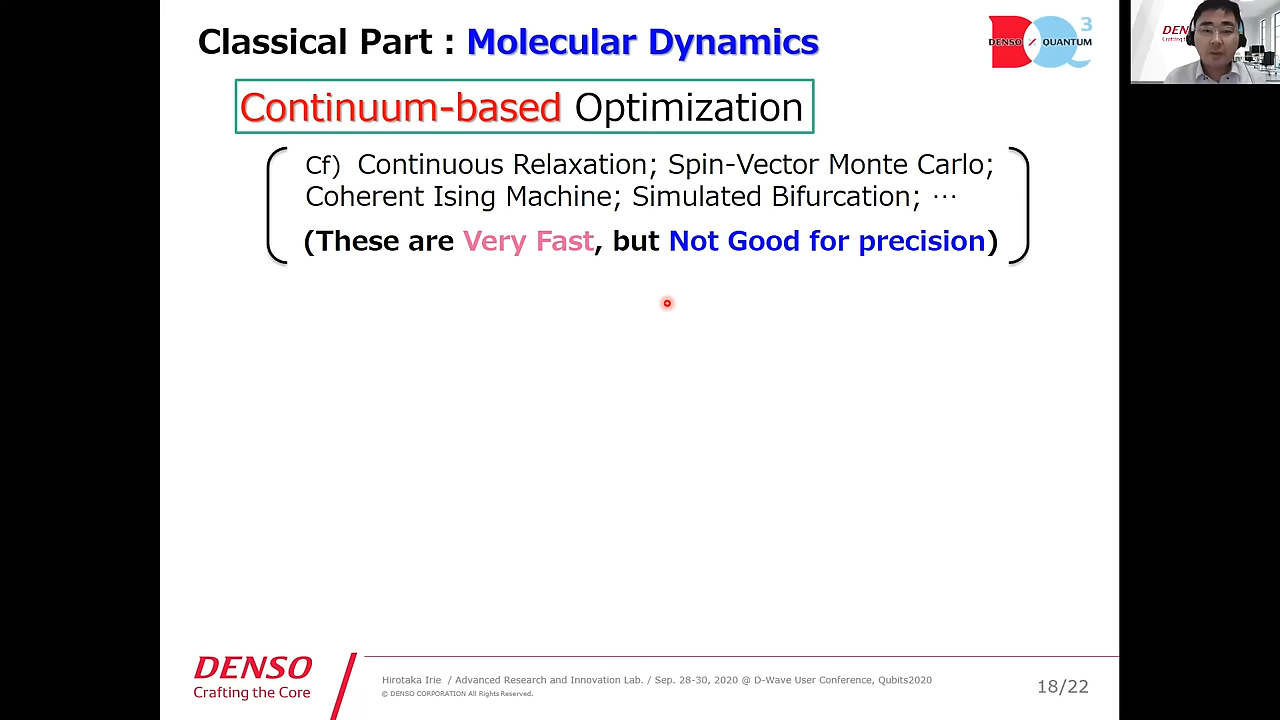 Classical Part : Molecular Dynamics
DENSO × QUANTUM 3
Continuum-based Optimization
Cf) Continuous Relaxation; Spin-Vector Monte Carlo;
Coherent Ising Machine; Simulated Bifurcation; …
(These are Very Fast, but Not Good for precision)
DENSO
Crafting the Core
Hirotaka Irie / Advanced Research and Innovation Lab. / Sep. 28-30, 2020 @ D-Wave User Conference, Qubits2020
© DENSO CORPORATION All Rights Reserved.
18/22